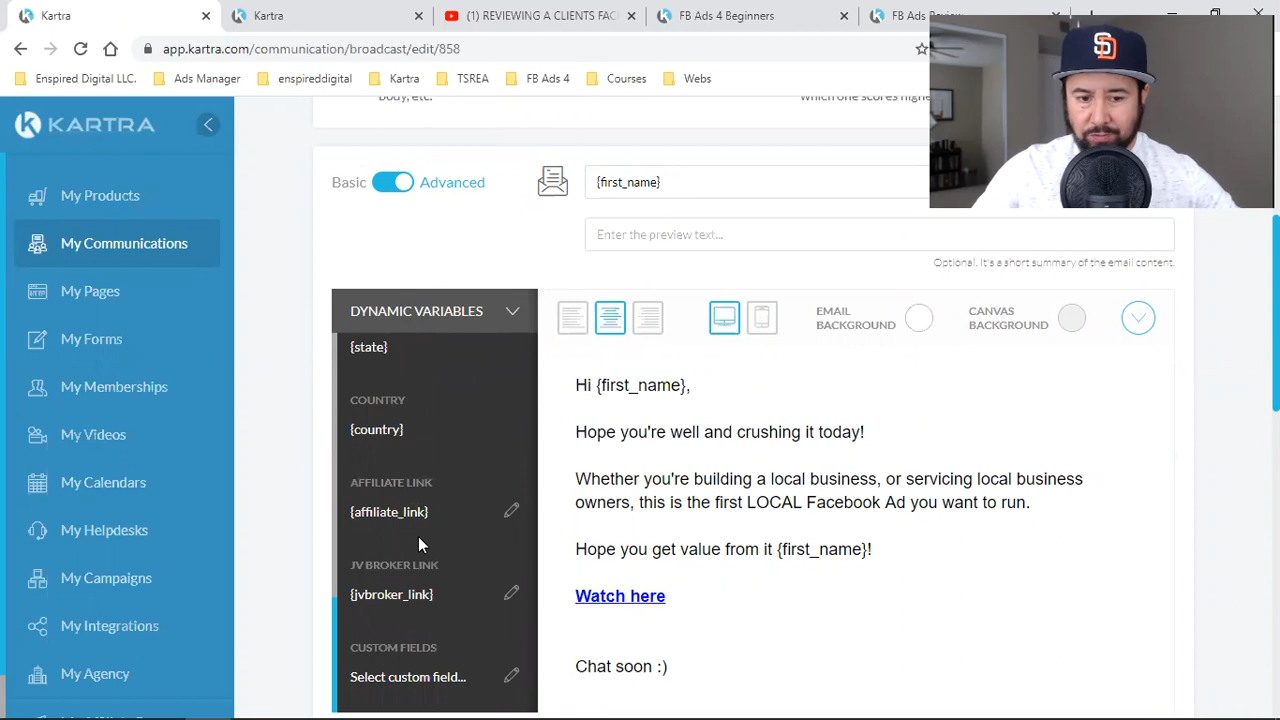 Kartra
Kartra
(1) REVIEWING A CLIENTS FAC
FB Ads 4 Beginners
FB Ads
app.kartra.com/communication/broadcast/edit/858
Enspired Digital LLC.
Ads Manager
enspireddigital
Kartra
TSREA
FB Ads 4
Courses
Webs
KARTRA
body, etc.
which one scores highe
My Products
My Communications
My Pages
My Forms
My Memberships
My Videos
My Calendars
My Helpdesks
My Campaigns
My Integrations
My Agency
Basic
Advanced
{first_name}
Enter the preview text...
Optional. It's a short summary of the email content.
DYNAMIC VARIABLES
EMAIL
BACKGROUND
CANVAS
BACKGROUND
{state}
COUNTRY
{country}
AFFILIATE LINK
{affiliate_link}
JV BROKER LINK
{jvbroker_link}
CUSTOM FIELDS
Select custom field...
Hi {first_name},
Hope you're well and crushing it today!
Whether you're building a local business, or servicing local business
owners, this is the first LOCAL Facebook Ad you want to run.
Hope you get value from it {first_name}!
Watch here
Chat soon :)